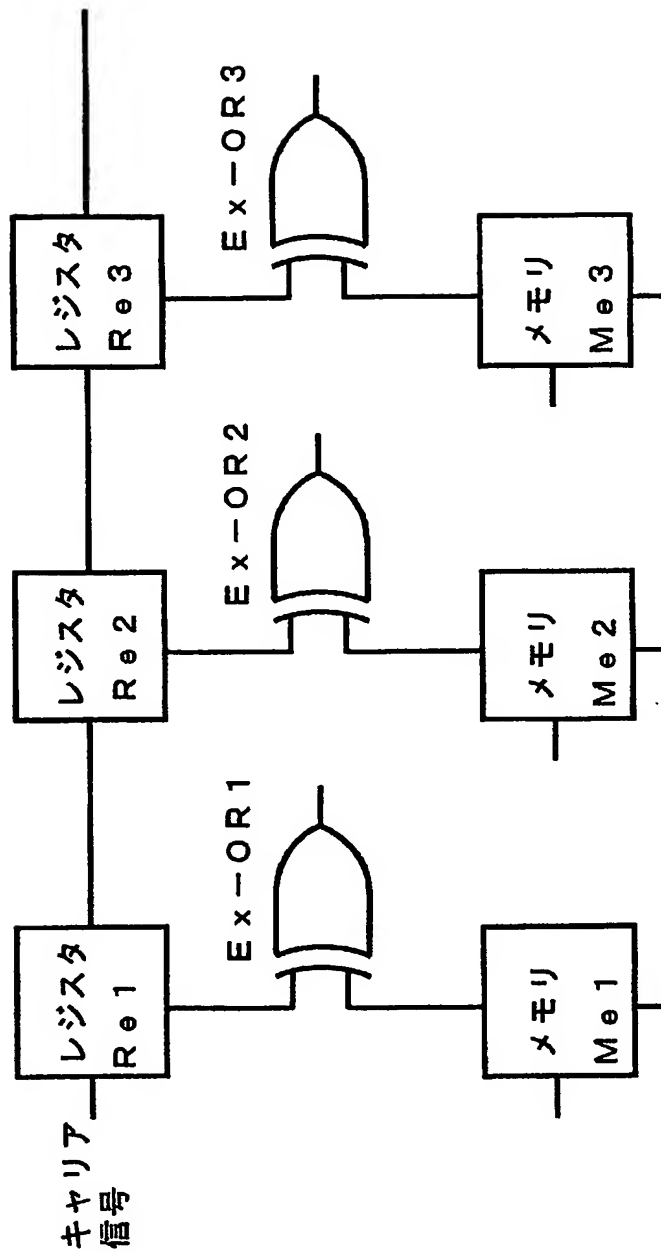 キャリア
信号
レジスタ
Re1
レジスタ
Re2
レジスタ
Re3
Ex-OR1
Ex-OR2
Ex-OR3
メモリ
Me1
メモリ
Me2
メモリ
Me3